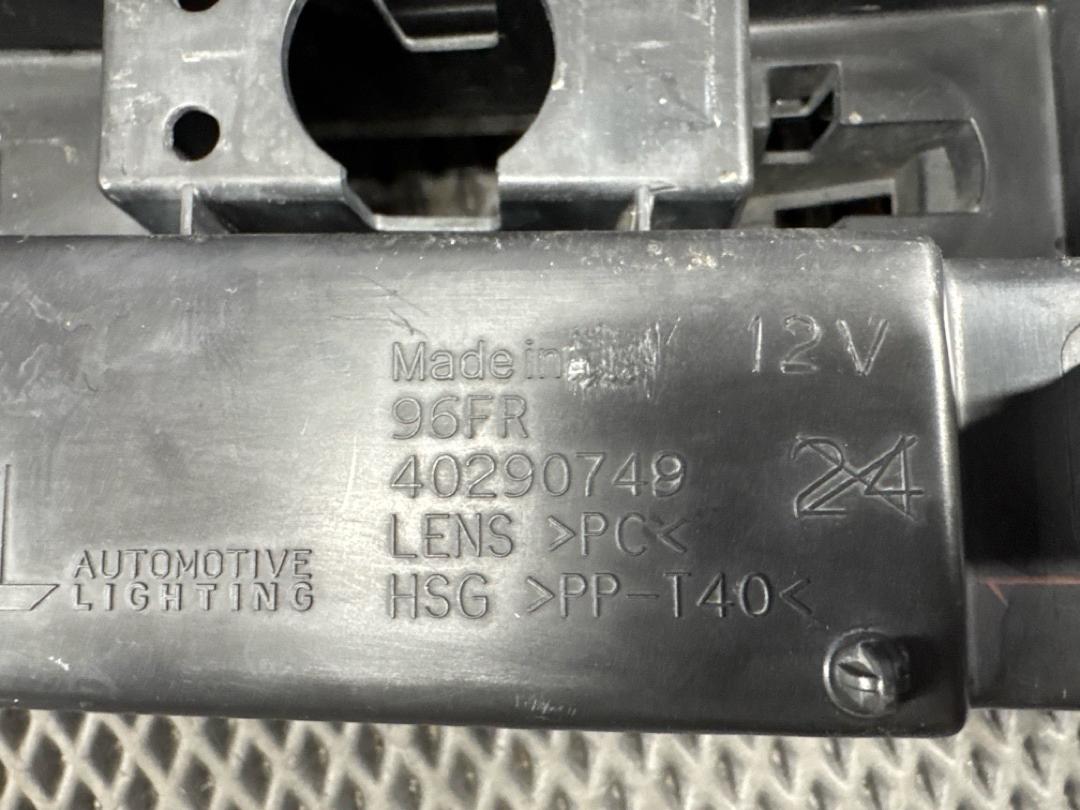 Made in
12V
96FR
40290749
24
LENS >PC<
AUTOMOTIVE
LIGHTING
HSG >PP-T40<